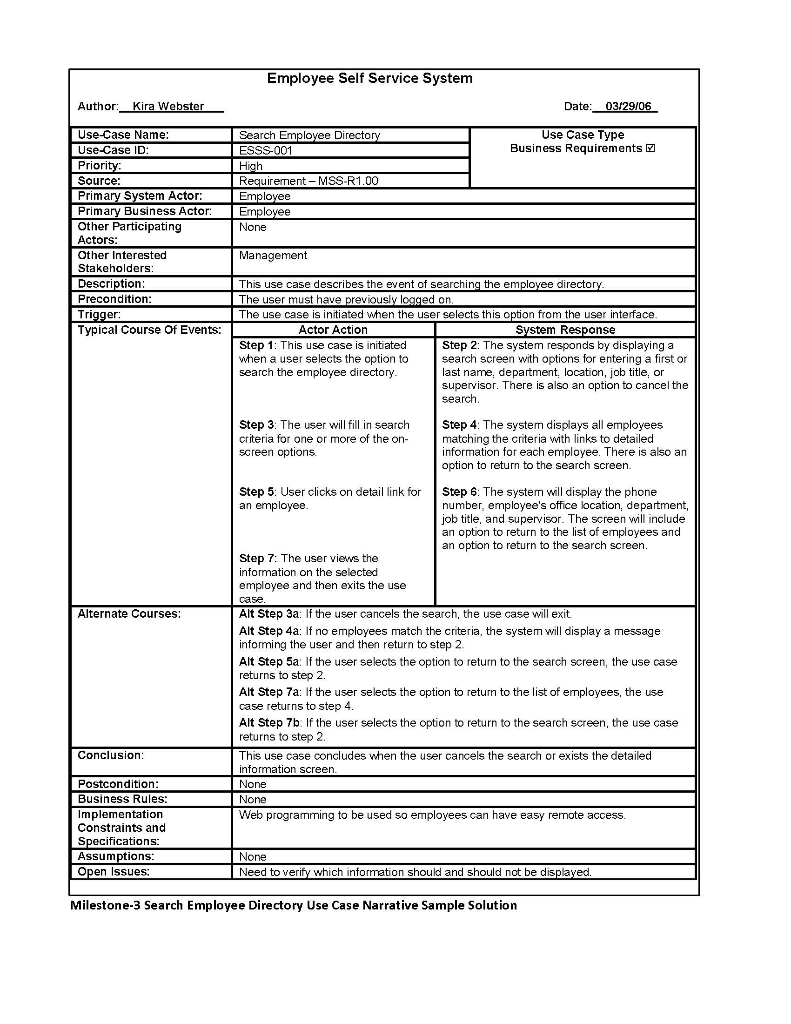 Employee Self Service System
Author: Kira Webster Date: 03/29/06
Use-Case Name: Search Employee Directory Use Case Type
Use-Case ID: ESSS-001 Business Requirements ☑
Priority: High
Source: Requirement – MSS-R1.00
Primary System Actor: Employee
Primary Business Actor: Employee
Other Participating None
Actors:
Other Interested Management
Stakeholders:
Description: This use case describes the event of searching the employee directory.
Precondition: The user must have previously logged on.
Trigger: The use case is initiated when the user selects this option from the user interface.
Typical Course Of Events: Actor Action System Response
Step 1: This use case is initiated
when a user selects the option to
search the employee directory.
Step 2: The system responds by displaying a
search screen with options for entering a first or
last name, department, location, job title, or
supervisor. There is also an option to cancel the
search.
Step 3: The user will fill in search
criteria for one or more of the on-
screen options.
Step 4: The system displays all employees
matching the criteria with links to detailed
information for each employee. There is also an
option to return to the search screen.
Step 5: User clicks on detail link for
an employee.
Step 6: The system will display the phone
number, employee's office location, department,
job title, and supervisor. The screen will include
an option to return to the list of employees and
an option to return to the search screen.
Step 7: The user views the
information on the selected
employee and then exits the use
case.
Alternate Courses: Alt Step 3a: If the user cancels the search, the use case will exit.
Alt Step 4a: If no employees match the criteria, the system will display a message
informing the user and then return to step 2.
Alt Step 5a: If the user selects the option to return to the search screen, the use case
returns to step 2.
Alt Step 7a: If the user selects the option to return to the list of employees, the use
case returns to step 4.
Alt Step 7b: If the user selects the option to return to the search screen, the use case
returns to step 2.
Conclusion: This use case concludes when the user cancels the search or exists the detailed
information screen.
Postcondition: None
Business Rules: None
Implementation Web programming to be used so employees can have easy remote access.
Constraints and
Specifications:
Assumptions: None
Open Issues: Need to verify which information should and should not be displayed.
Milestone-3 Search Employee Directory Use Case Narrative Sample Solution